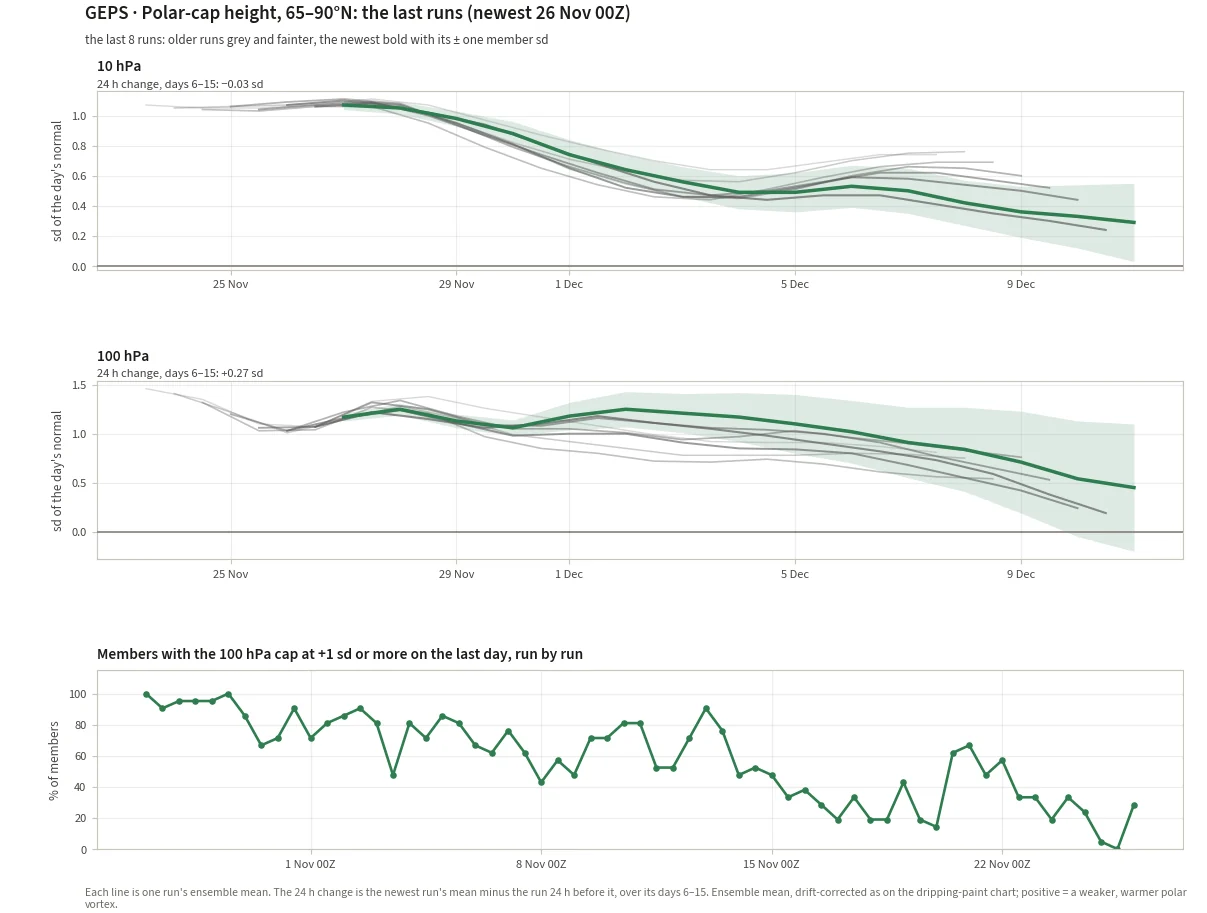 GEPS · Polar-cap height, 65–90°N: the last runs (newest 26 Nov 00Z)
the last 8 runs: older runs grey and fainter, the newest bold with its ± one member sd
10 hPa
24 h change, days 6–15: −0.03 sd
sd of the day's normal
1.0
0.8
0.6
0.4
0.2
0.0
25 Nov
29 Nov
1 Dec
5 Dec
9 Dec
100 hPa
24 h change, days 6–15: +0.27 sd
sd of the day's normal
1.5
1.0
0.5
0.0
25 Nov
29 Nov
1 Dec
5 Dec
9 Dec
Members with the 100 hPa cap at +1 sd or more on the last day, run by run
% of members
100
80
60
40
20
0
1 Nov 00Z
8 Nov 00Z
15 Nov 00Z
22 Nov 00Z
Each line is one run's ensemble mean. The 24 h change is the newest run's mean minus the run 24 h before it, over its days 6–15. Ensemble mean, drift-corrected as on the dripping-paint chart; positive = a weaker, warmer polar
vortex.